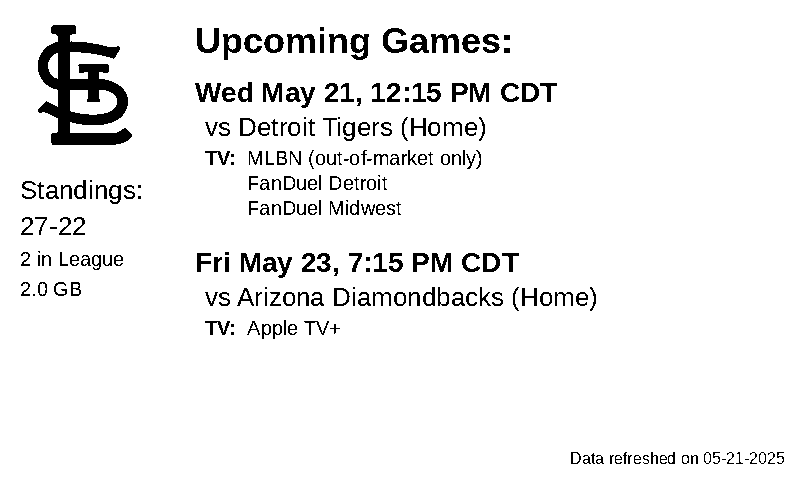 STL
Standings:
27-22
2 in League
2.0 GB
Upcoming Games:
Wed May 21, 12:15 PM CDT
vs Detroit Tigers (Home)
TV: MLBN (out-of-market only)
FanDuel Detroit
FanDuel Midwest
Fri May 23, 7:15 PM CDT
vs Arizona Diamondbacks (Home)
TV: Apple TV+
Data refreshed on 05-21-2025